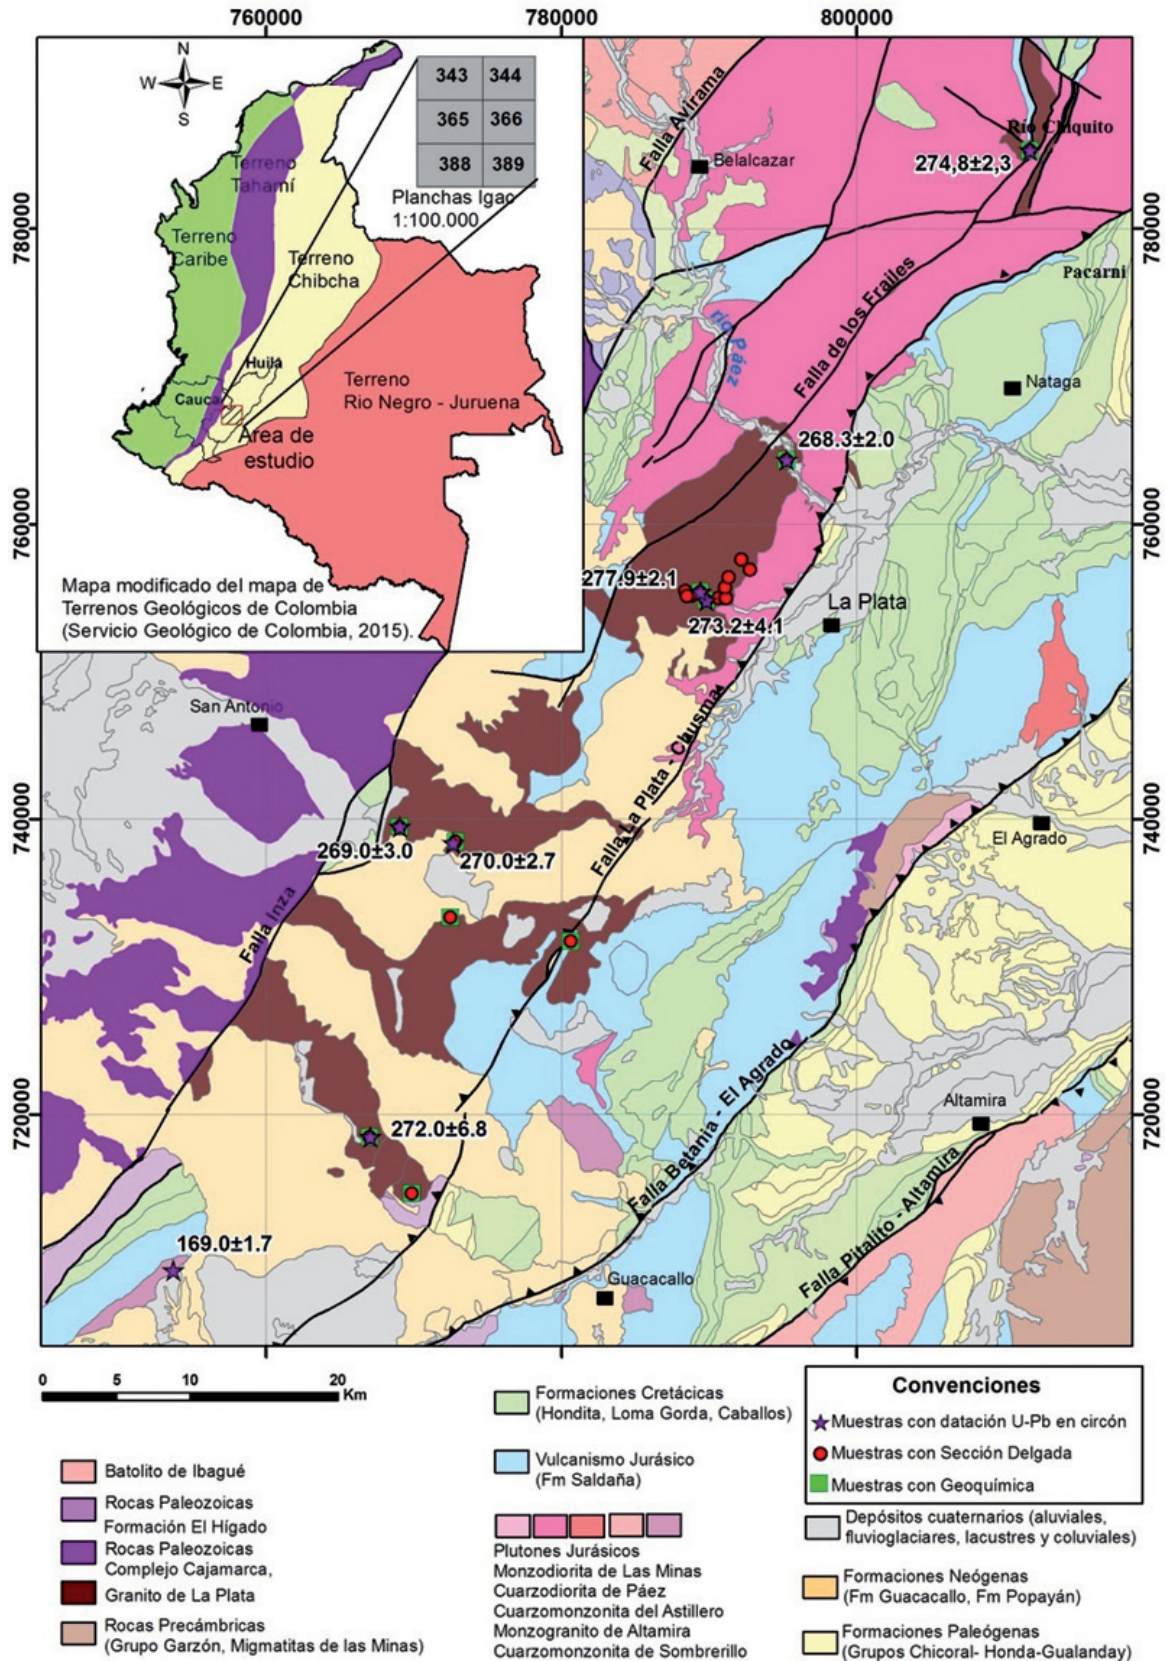 760000
780000
800000
N
W
E
S
343
344
365
366
388
389
Planchas Igac
1:100.000
Terreno
Tahamí
Terreno
Caribe
Terreno
Chibcha
Huila
Cauca
Terreno
Rio Negro - Juruena
Área de
estudio
Mapa modificado del mapa de
Terrenos Geológicos de Colombia
(Servicio Geológico de Colombia, 2015).
780000
760000
740000
720000
780000
760000
740000
720000
Falla Avirama
Belalcazar
Río Chiquito
274,8±2,3
Pacarni
río Páez
Falla de los Frailes
Nataga
268.3±2.0
277.9±2.1
273.2±4.1
La Plata
San Antonio
Falla La Plata - Chusma
269.0±3.0
270.0±2.7
El Agrado
Falla Inza
Falla Betania - El Agrado
Altamira
272.0±6.8
Falla Pitalito - Altamira
169.0±1.7
Guacacallo
760000
780000
800000
0
5
10
20
Km
Batolito de Ibagué
Rocas Paleozoicas
Formación El Hígado
Rocas Paleozoicas
Complejo Cajamarca,
Granito de La Plata
Rocas Precámbricas
(Grupo Garzón, Migmatitas de las Minas)
Formaciones Cretácicas
(Hondita, Loma Gorda, Caballos)
Vulcanismo Jurásico
(Fm Saldaña)
Plutones Jurásicos
Monzodiorita de Las Minas
Cuarzodiorita de Páez
Cuarzomonzonita del Astillero
Monzogranito de Altamira
Cuarzomonzonita de Sombrerillo
Convenciones
Muestras con datación U-Pb en circón
Muestras con Sección Delgada
Muestras con Geoquímica
Depósitos cuaternarios (aluviales,
fluvioglaciares, lacustres y coluviales)
Formaciones Neógenas
(Fm Guacacallo, Fm Popayán)
Formaciones Paleógenas
(Grupos Chicoral- Honda-Gualanday)